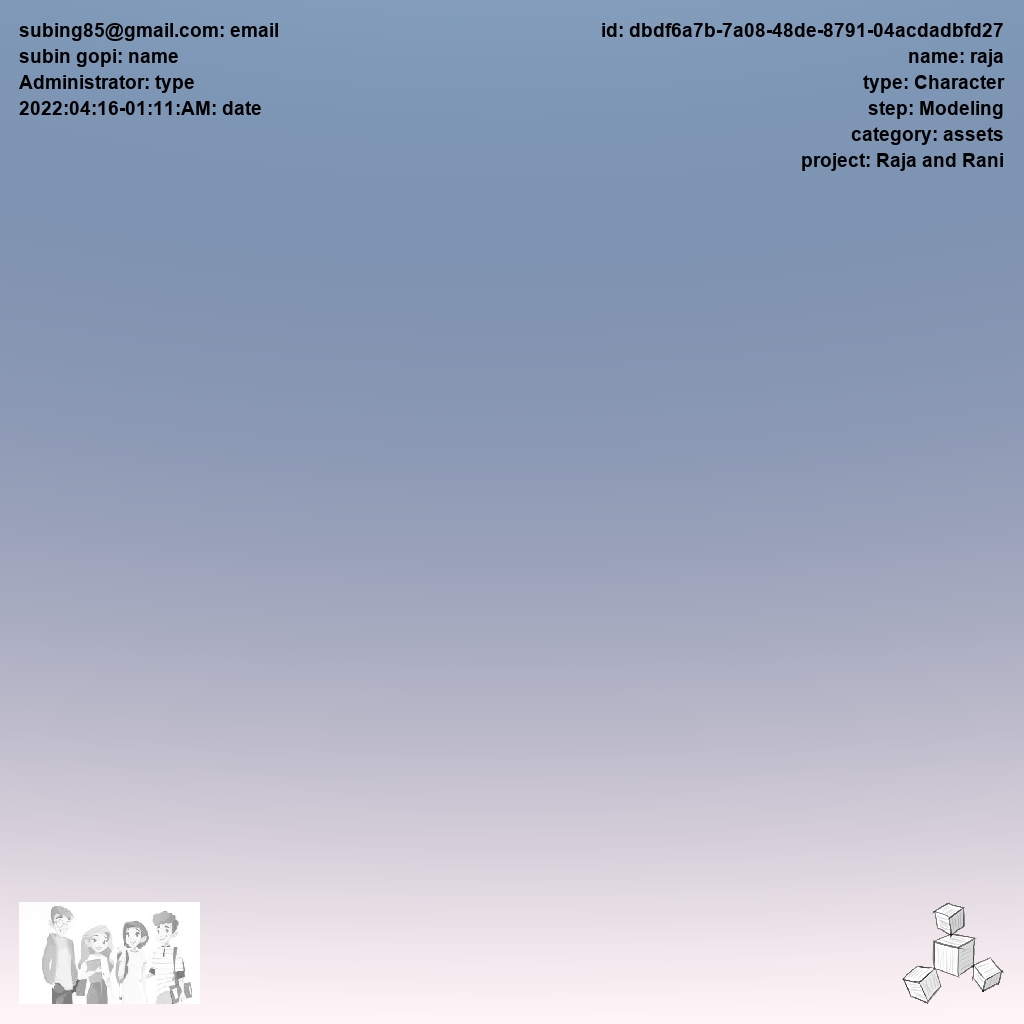 subing85@gmail.com: email
subin gopi: name
Administrator: type
2022:04:16-01:11:AM: date
id: dbdf6a7b-7a08-48de-8791-04acdadbfd27
name: raja
type: Character
step: Modeling
category: assets
project: Raja and Rani